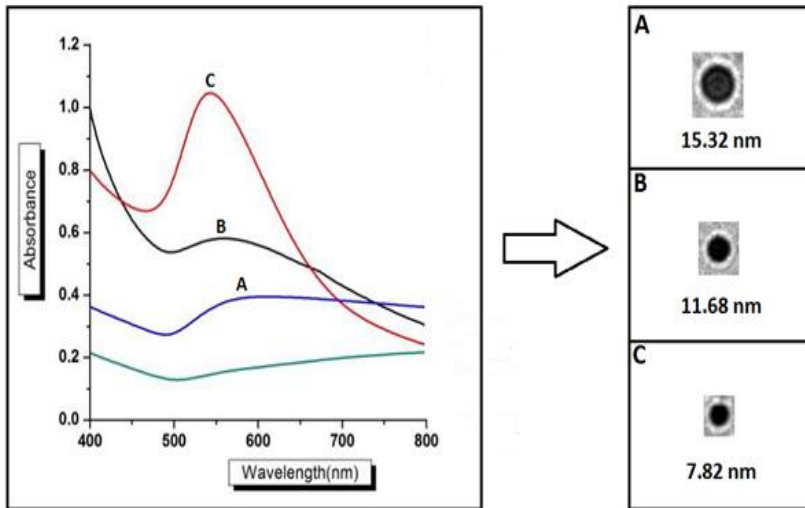 1.2
1.0
0.8
0.6
0.4
0.2
0.0
Absorbance
C
B
A
400 500 600 700 800
Wavelength(nm)
A
15.32 nm
B
11.68 nm
C
7.82 nm